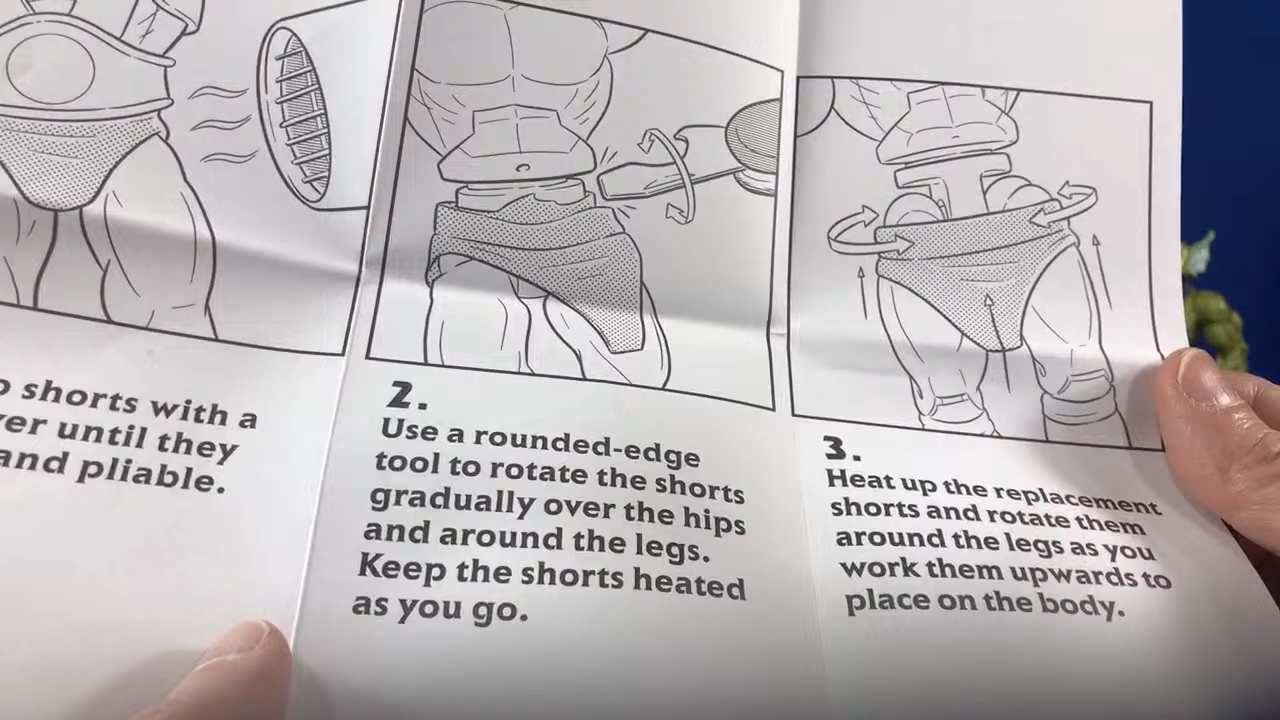 shorts with a
until they
and pliable.
2.
Use a rounded-edge
tool to rotate the shorts
gradually over the hips
and around the legs.
Keep the shorts heated
as you go.
3.
Heat up the replacement
shorts and rotate them
around the legs as you
work them upwards to
place on the body.